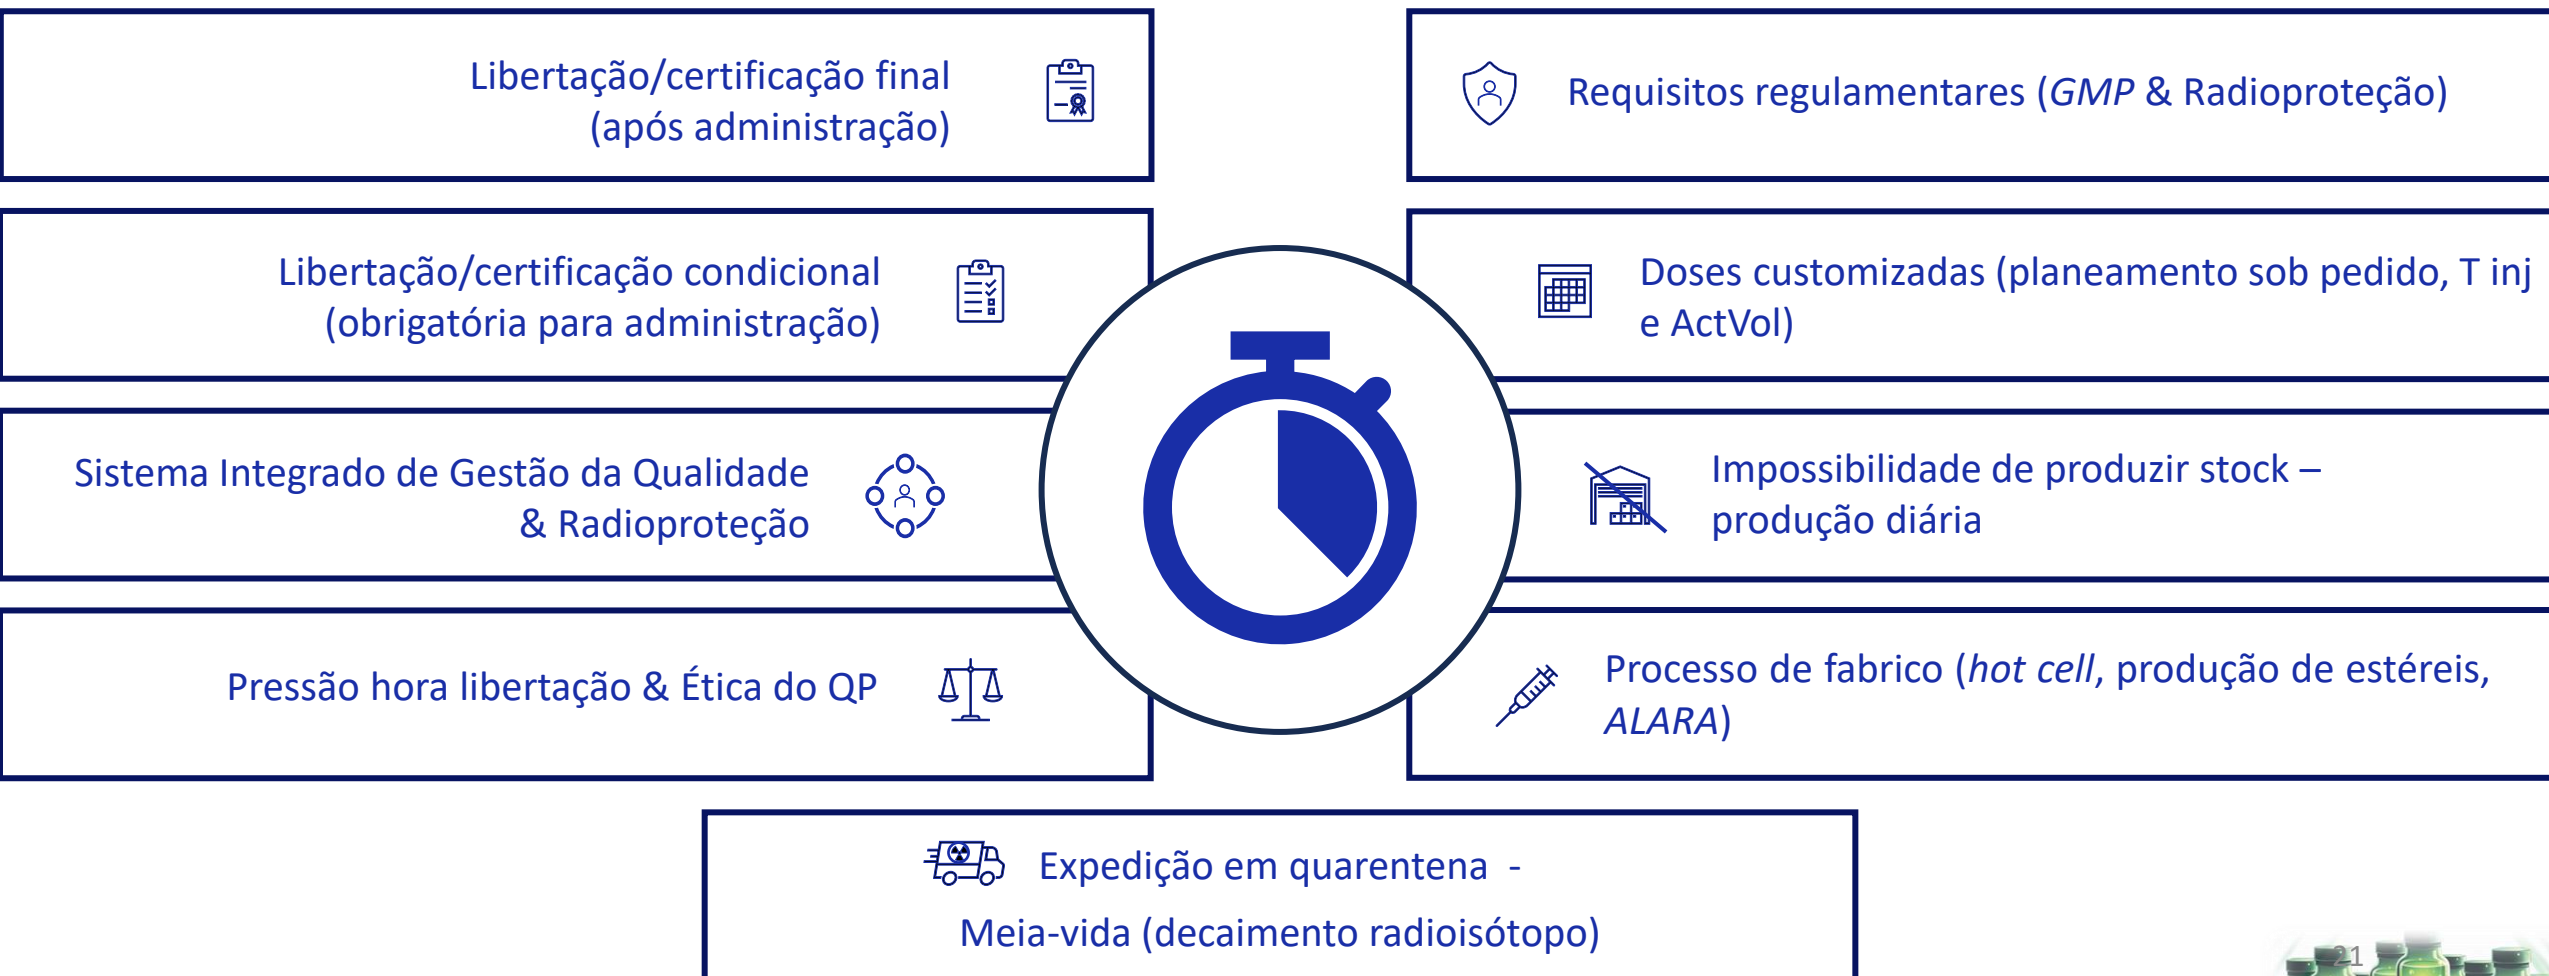 Libertação/certificação final
(após administração)
Requisitos regulamentares (GMP & Radioproteção)
Libertação/certificação condicional
(obrigatória para administração)
Doses customizadas (planeamento sob pedido, T inj
e ActVol)
Sistema Integrado de Gestão da Qualidade
& Radioproteção
Impossibilidade de produzir stock –
produção diária
Pressão hora libertação & Ética do QP
Processo de fabrico (hot cell, produção de estéreis,
ALARA)
Expedição em quarentena -
Meia-vida (decaimento radioisótopo)
21